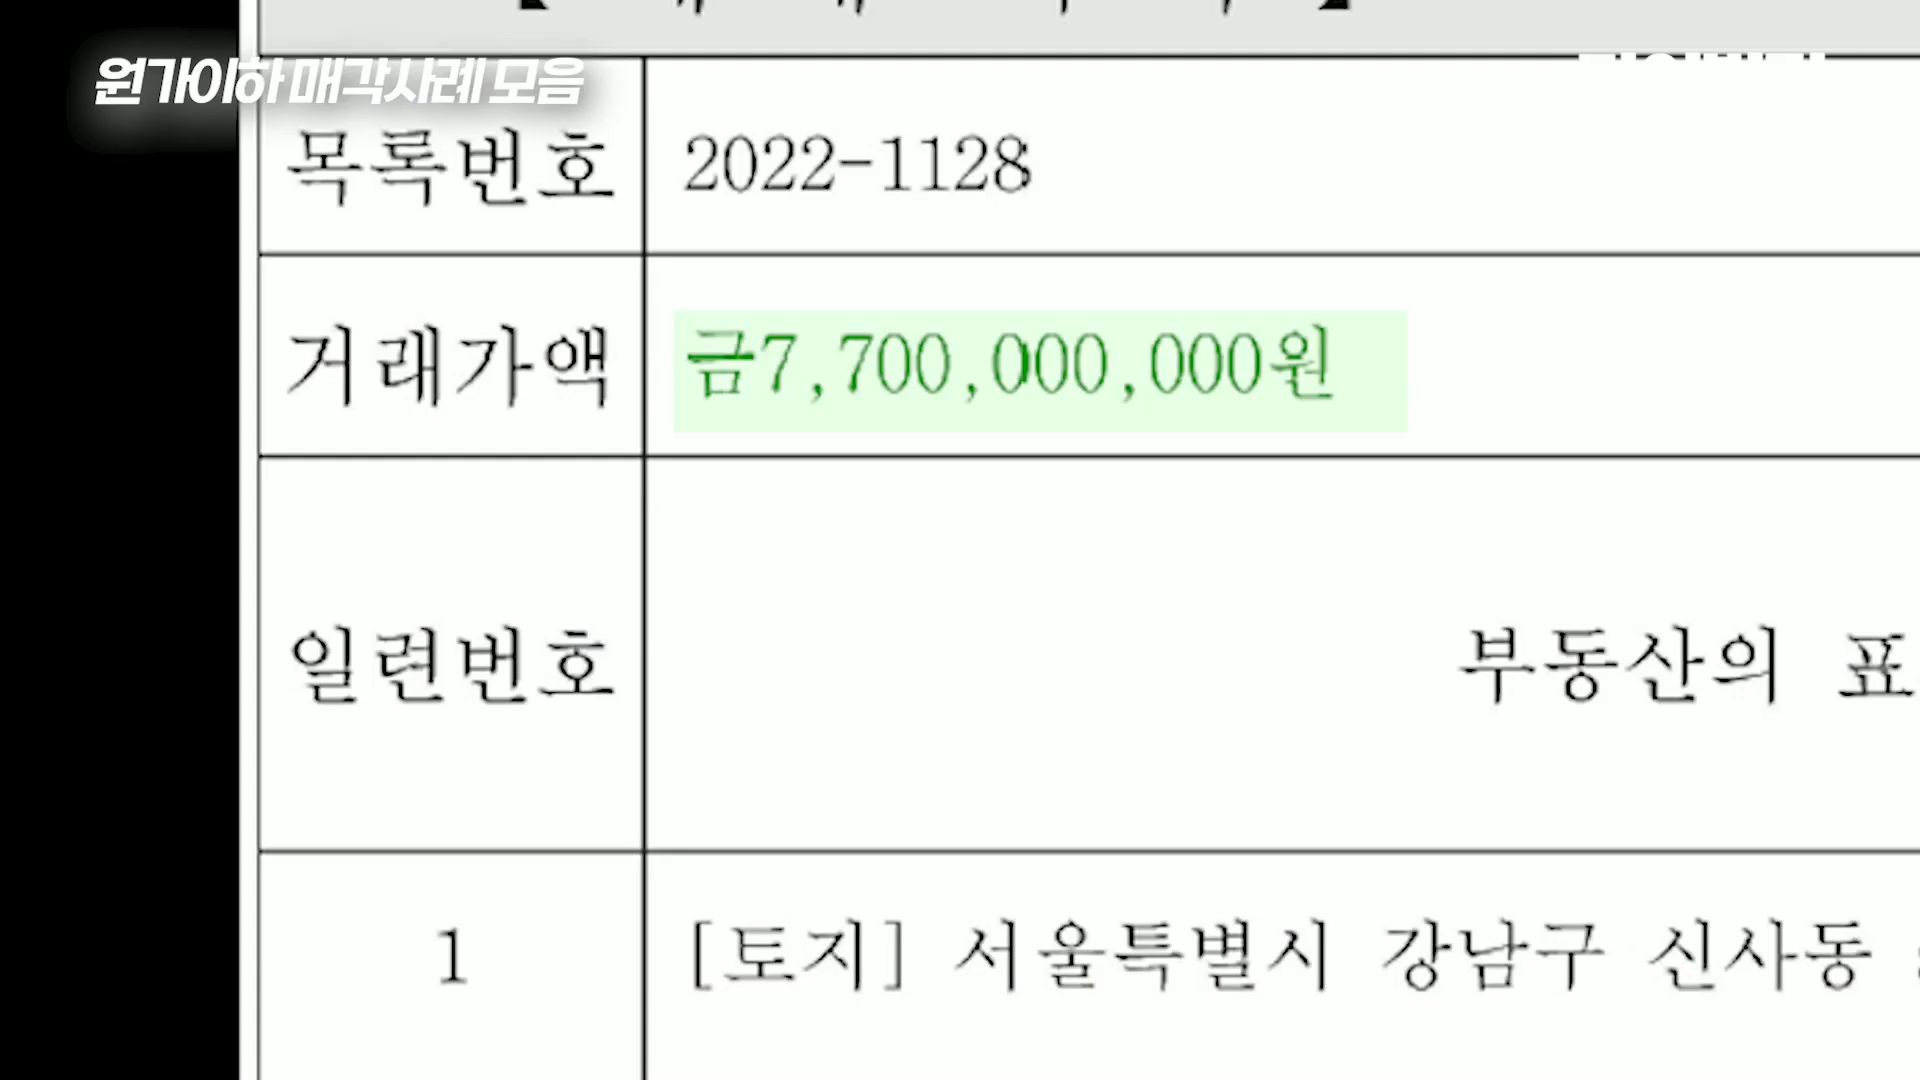 원가이하 매각사례 모음
목록번호 2022-1128
거래가액 금7,700,000,000원
일련번호 부동산의 표
1 [토지] 서울특별시 강남구 신사동